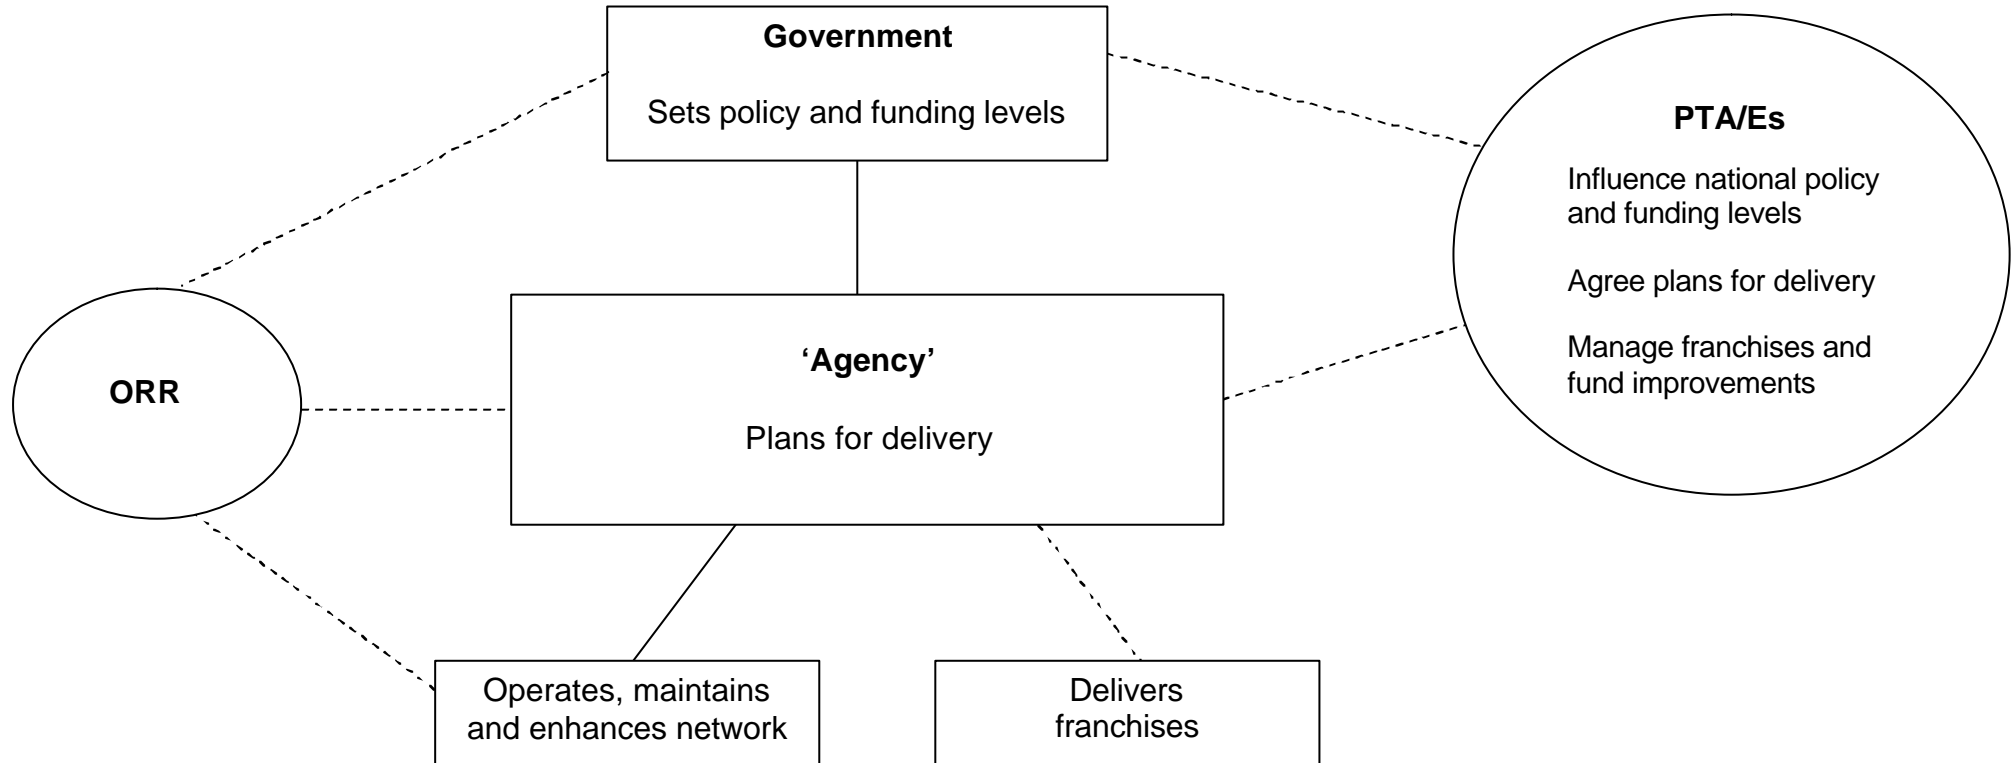 Government
Sets policy and funding levels
PTA/Es
Influence national policy
and funding levels
Agree plans for delivery
Manage franchises and
fund improvements
ORR
‘Agency’
Plans for delivery
Operates, maintains
and enhances network
Delivers
franchises